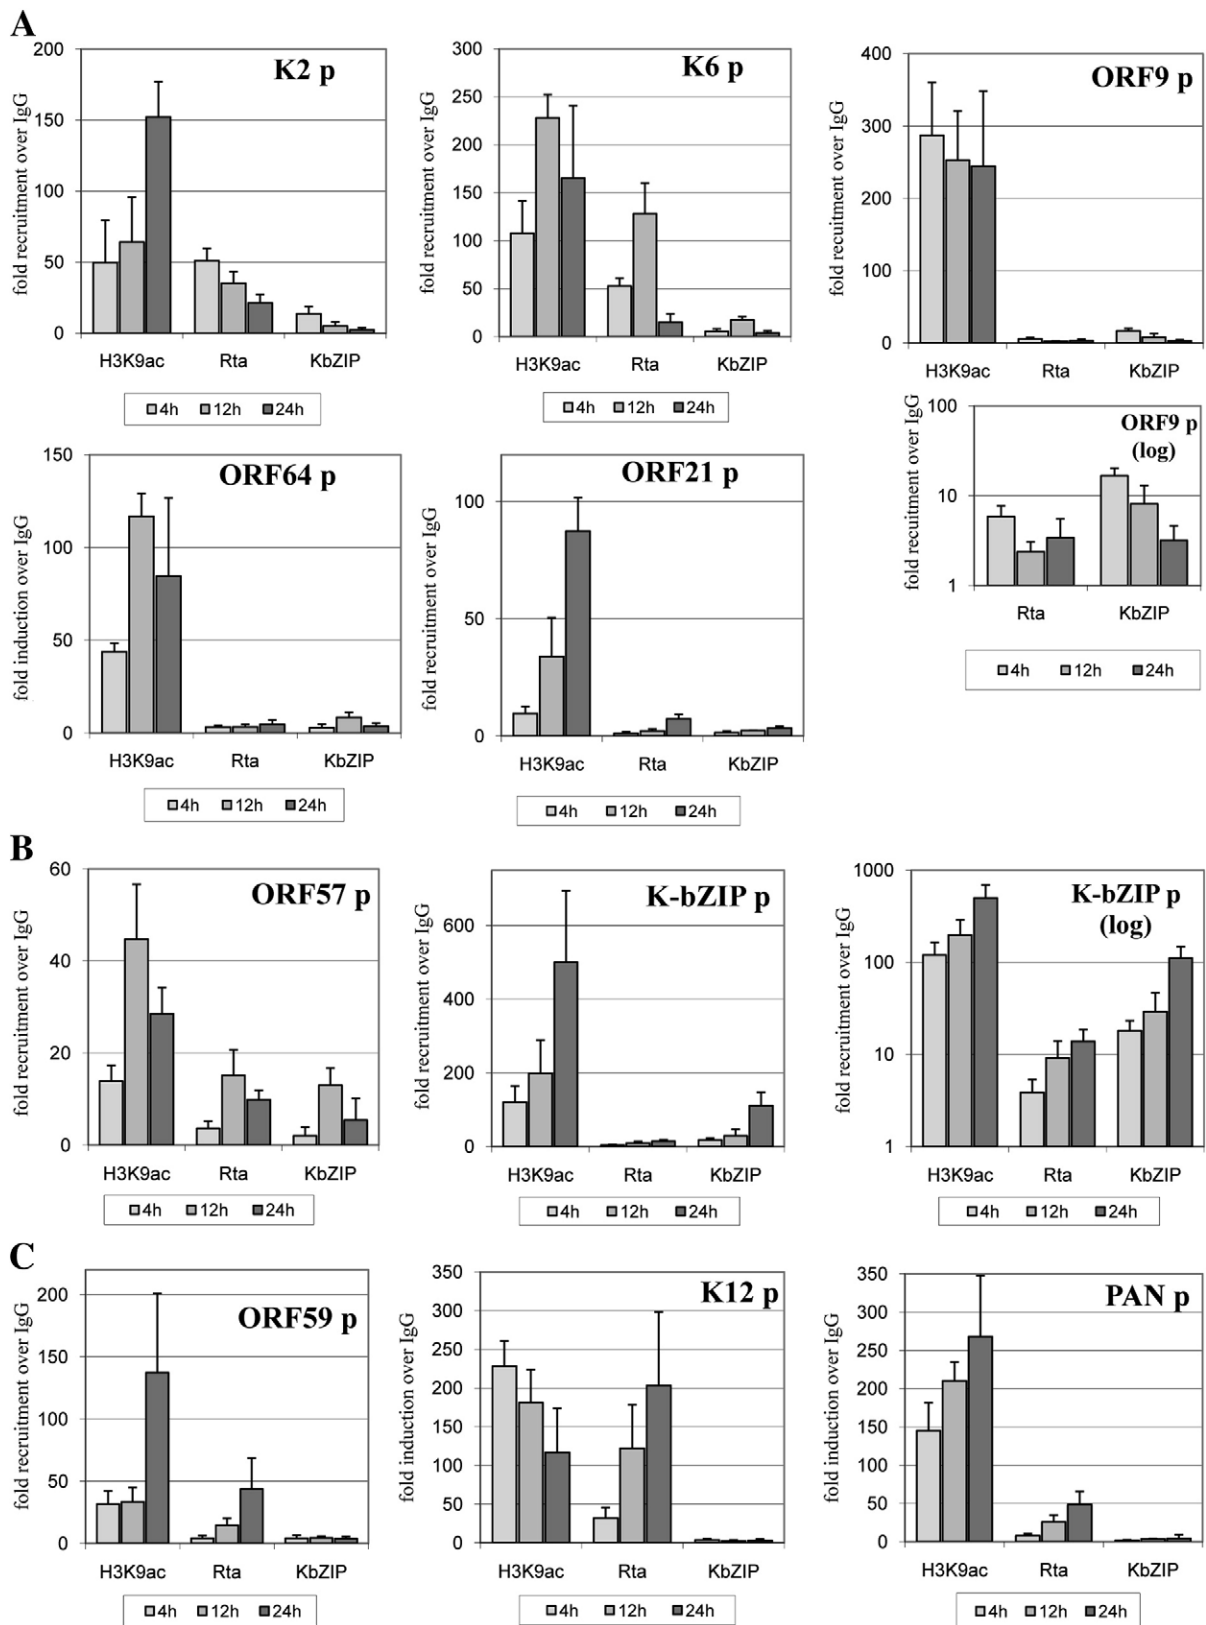 A
K2 p
fold recruitment over IgG
200
150
100
50
0
H3K9ac Rta KbZIP
4h 12h 24h
K6 p
fold recruitment over IgG
300
250
200
150
100
50
0
H3K9ac Rta KbZIP
4h 12h 24h
ORF9 p
fold recuitment over IgG
400
300
200
100
0
H3K9ac Rta KbZIP
ORF9 p
(log)
fold recuitment over IgG
100
10
1
Rta KbZIP
4h 12h 24h
ORF64 p
fold induction over IgG
150
100
50
0
H3K9ac Rta KbZIP
4h 12h 24h
ORF21 p
fold recruitment over IgG
100
50
0
H3K9ac Rta KbZIP
4h 12h 24h
B
ORF57 p
fold recruitment over IgG
60
40
20
0
H3K9ac Rta KbZIP
4h 12h 24h
K-bZIP p
fold recruitment over IgG
600
400
200
0
H3K9ac Rta KbZIP
4h 12h 24h
K-bZIP p
(log)
fold recruitment over IgG
1000
100
10
1
H3K9ac Rta KbZIP
4h 12h 24h
C
ORF59 p
fold recruitment over IgG
200
150
100
50
0
H3K9ac Rta KbZIP
4h 12h 24h
K12 p
fold induction over IgG
350
300
250
200
150
100
50
0
H3K9ac Rta KbZIP
4h 12h 24h
PAN p
fold induction over IgG
350
300
250
200
150
100
50
0
H3K9ac Rta KbZIP
4h 12h 24h